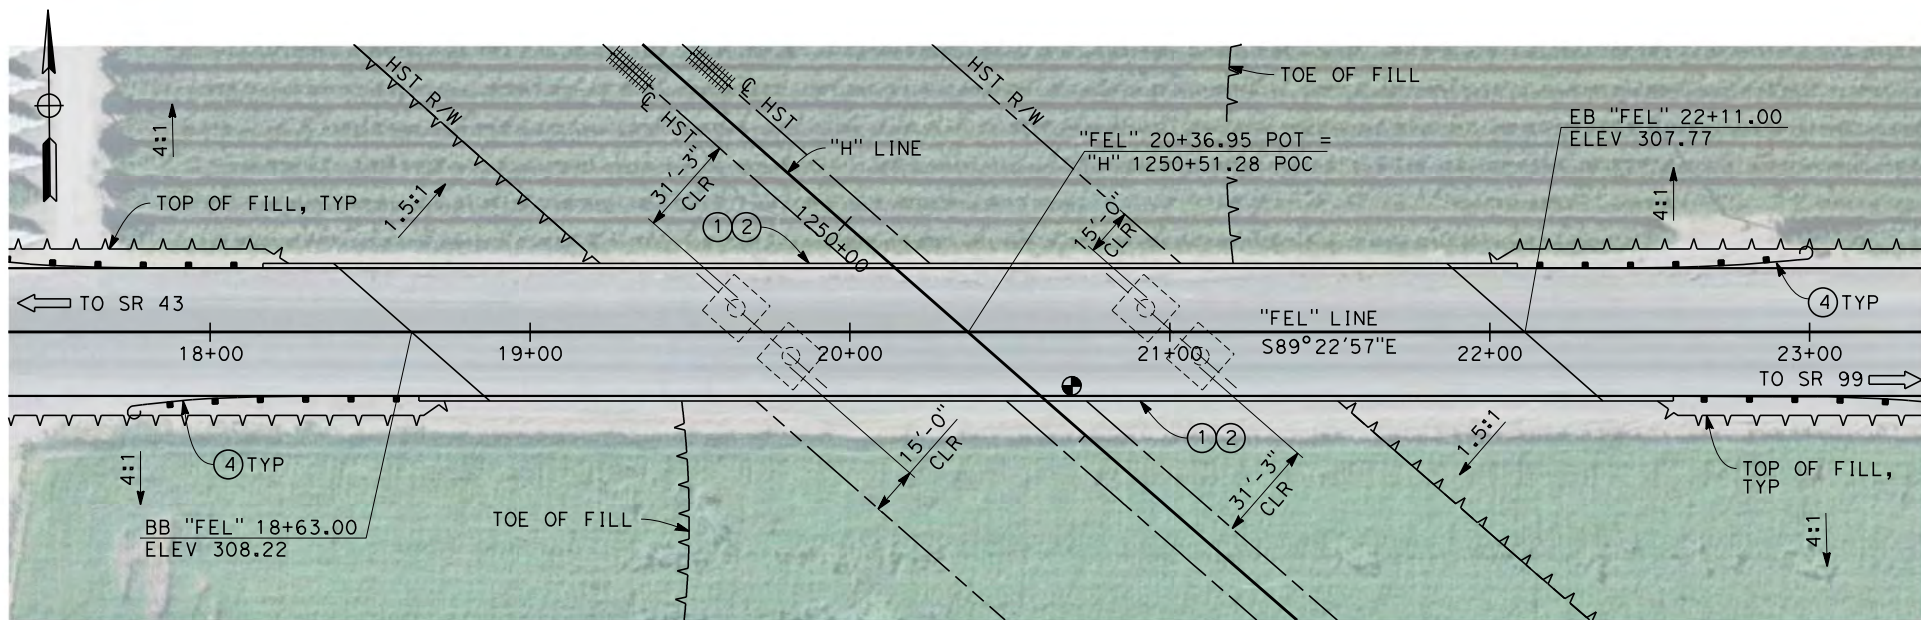 HST R/W
℄ HST
℄ HST
HST R/W
TOE OF FILL
4:1
"H" LINE
"FEL" 20+36.95 POT =
"H" 1250+51.28 POC
EB "FEL" 22+11.00
ELEV 307.77
31'-3"
CLR
1.5:1
TOP OF FILL, TYP
1 2
1250+00
15'-0"
CLR
4:1
TO SR 43
4 TYP
"FEL" LINE
S89°22'57"E
18+00
19+00
20+00
21+00
22+00
23+00
TO SR 99
4:1
4 TYP
15'-0"
CLR
1 2
31'-3"
CLR
1.5:1
TOP OF FILL,
TYP
BB "FEL" 18+63.00
ELEV 308.22
TOE OF FILL
4:1